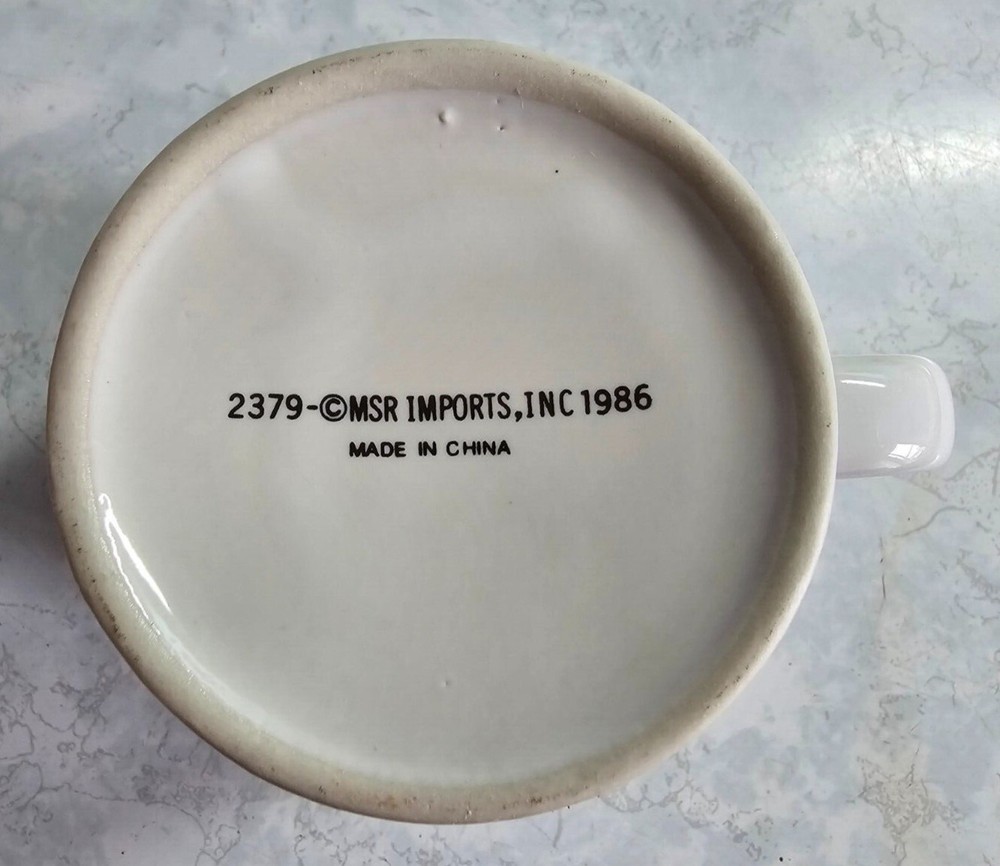 2379-©MSR IMPORTS,INC 1986
MADE IN CHINA